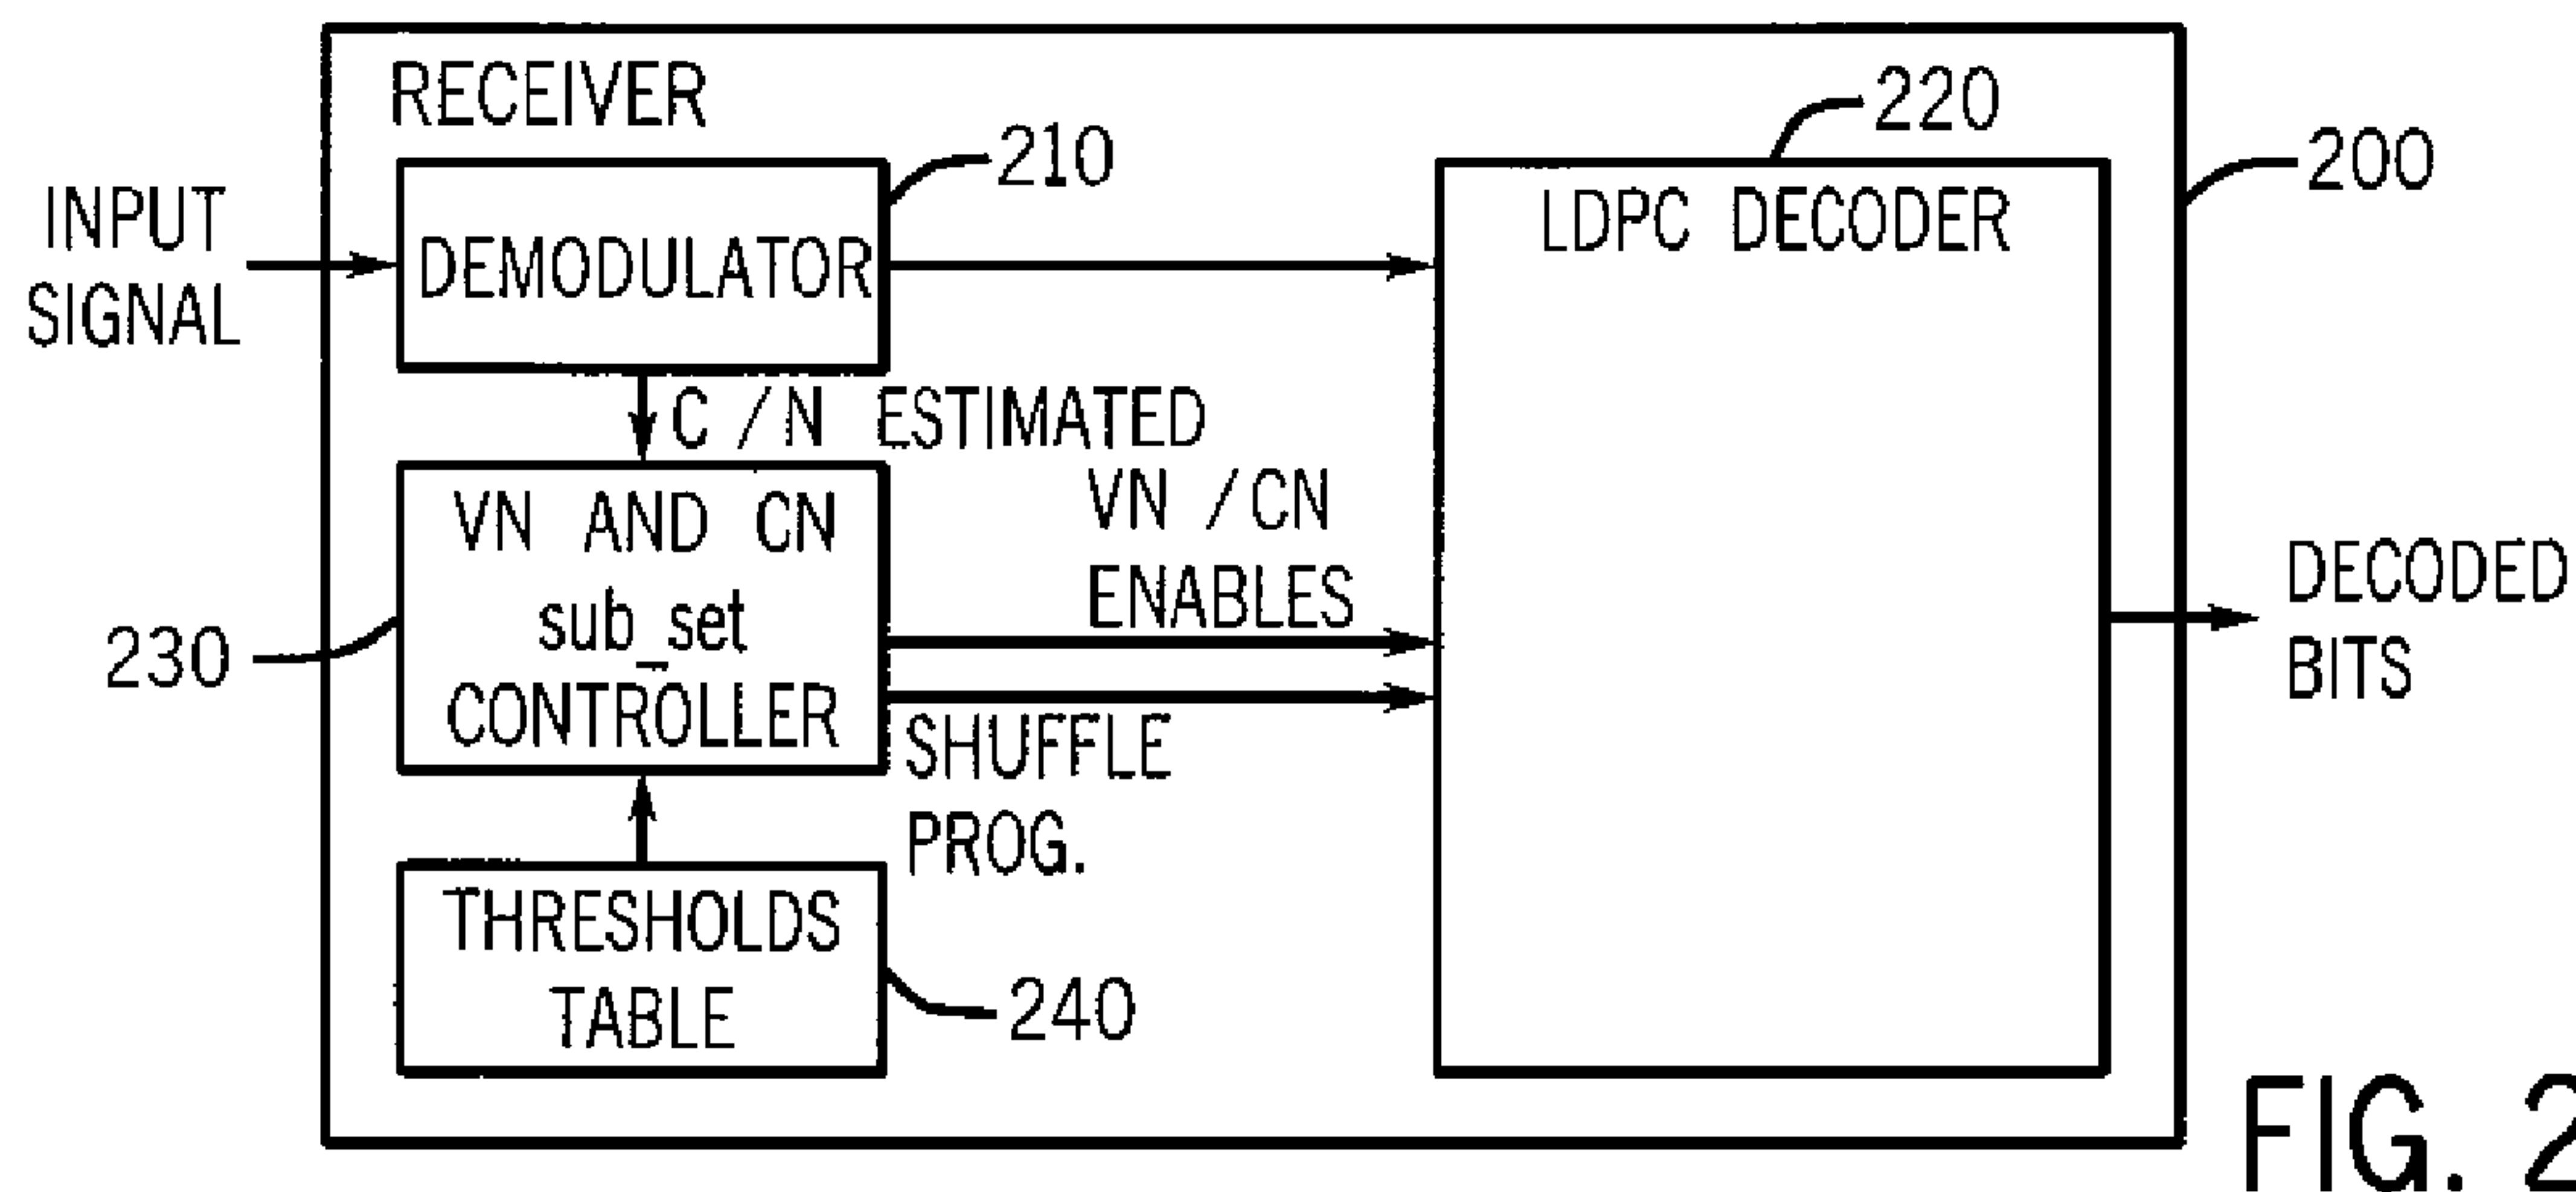 RECEIVER
220
210
200
INPUT
SIGNAL
DEMODULATOR
LDPC DECODER
C / N ESTIMATED
VN AND CN
sub_set
CONTROLLER
230
VN / CN
ENABLES
SHUFFLE
PROG.
DECODED
BITS
THRESHOLDS
TABLE
240
FIG. 2